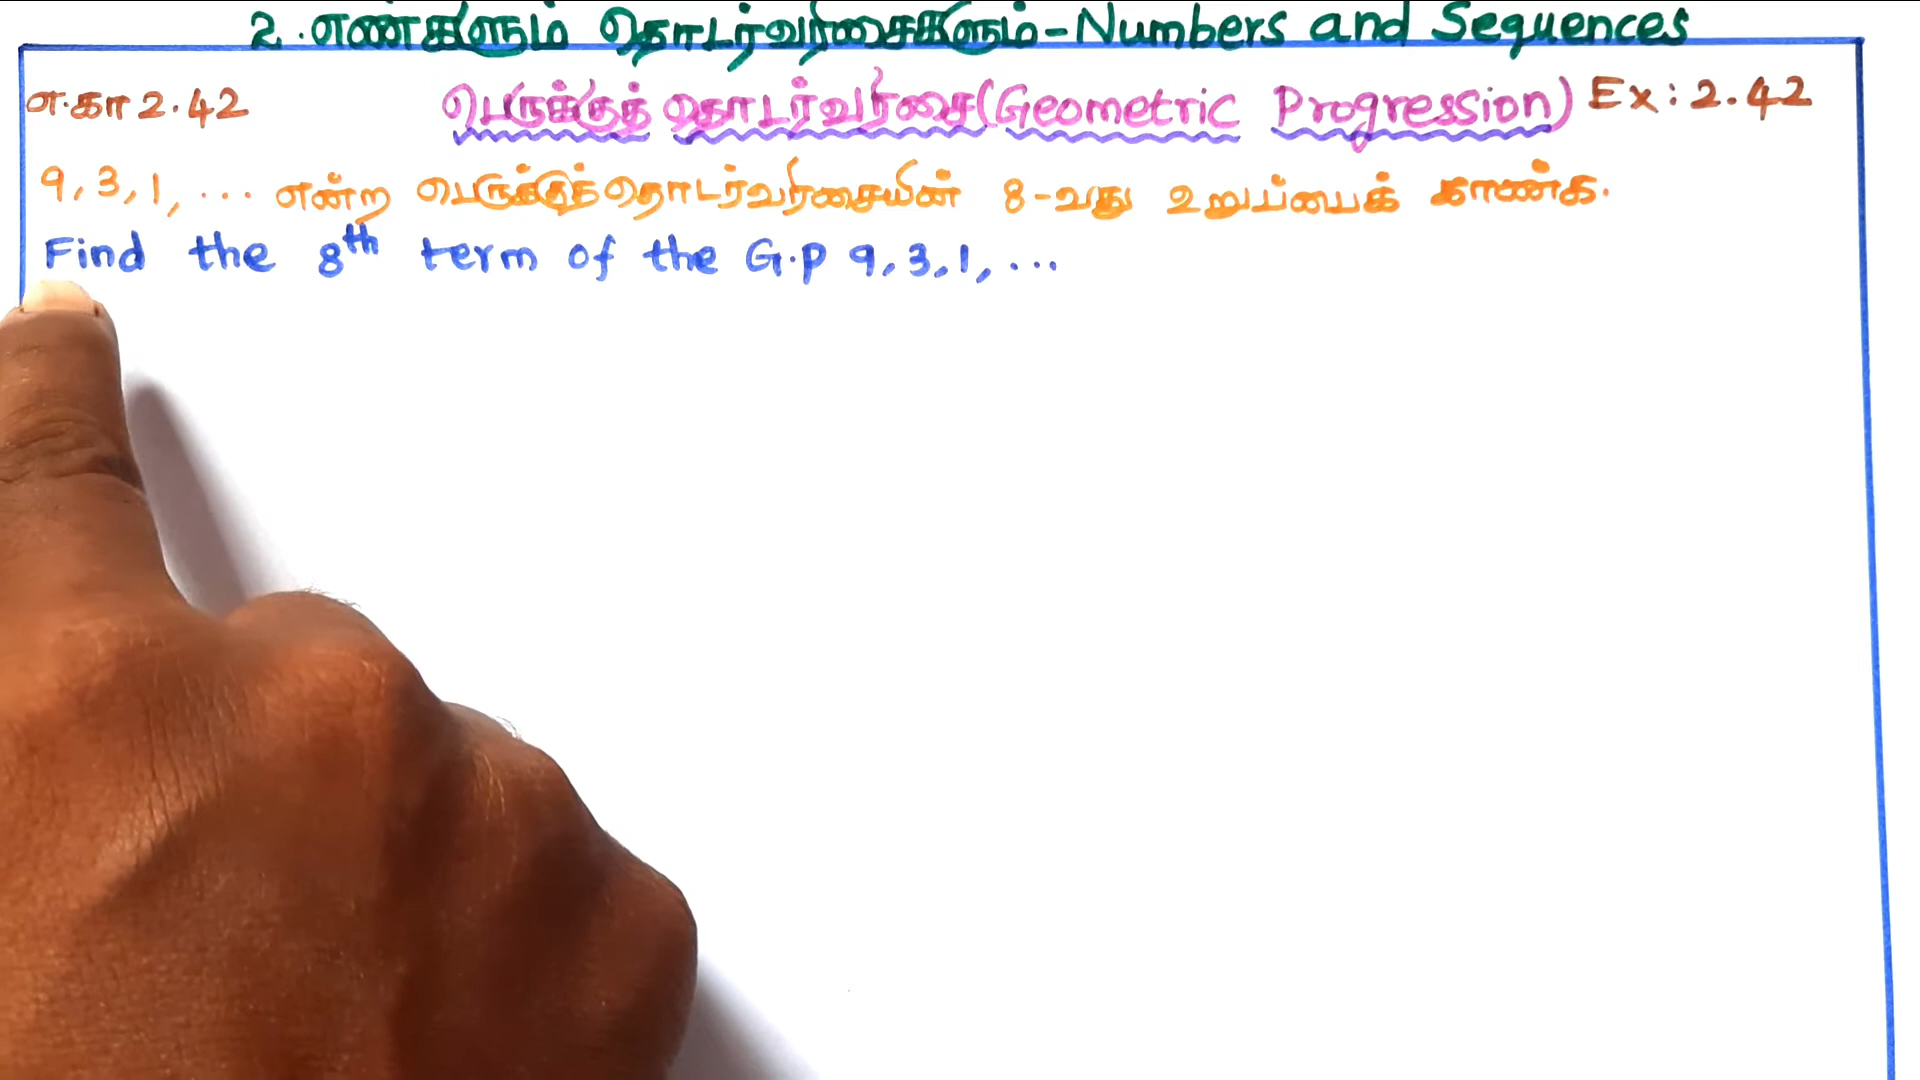 2. எண்களும் தொடர்வரிசைகளும் - Numbers and Sequences
எ.கா 2.42 பெருக்குத் தொடர்வரிசை (Geometric Progression) Ex: 2.42
9, 3, 1, ... என்ற பெருக்குத்தொடர்வரிசையின் 8-வது உறுப்பைக் காண்க.
Find the 8th term of the G.P 9, 3, 1, ...